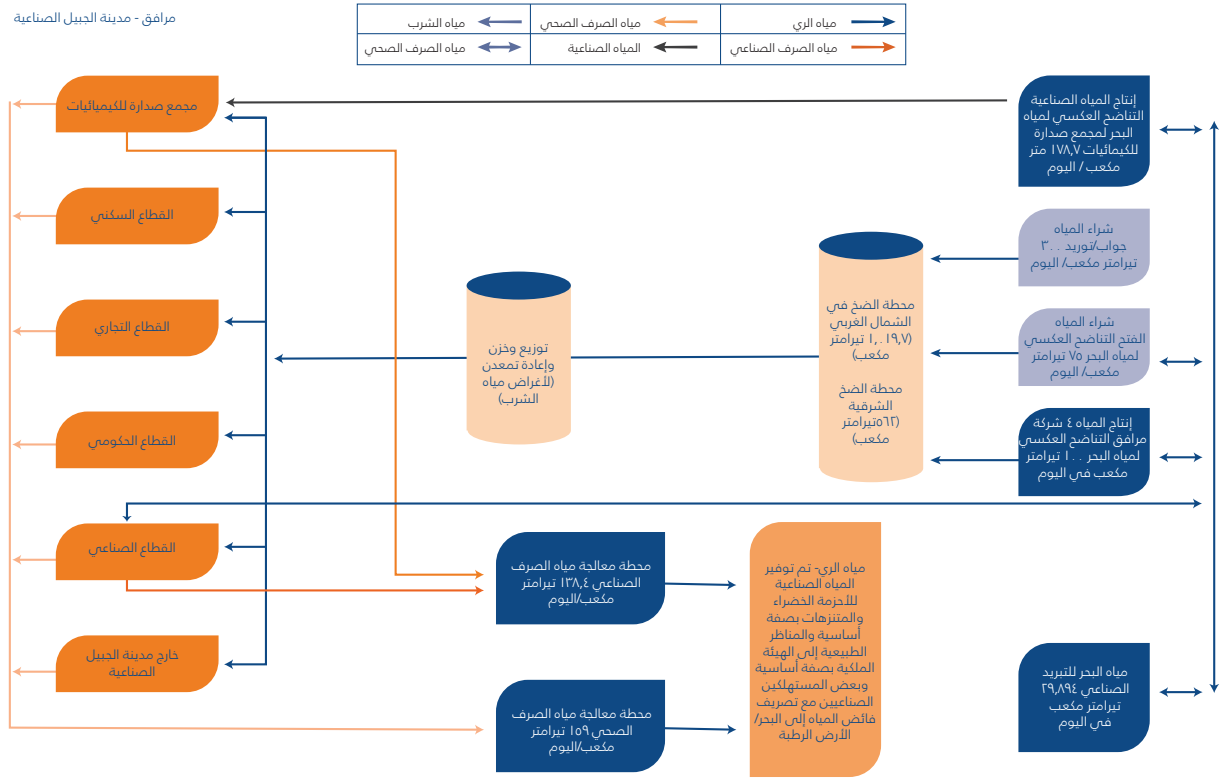 مرافق - مدينة الجبيل الصناعية
مياه الري
مياه الصرف الصحي
مياه الشرب
مياه الصرف الصناعي
المياه الصناعية
مياه الصرف الصحي
إنتاج المياه الصناعية
التناضح العكسي لمياه
البحر لمجمع صدارة
للكيمائيات ١٧٨,٧ متر
مكعب / اليوم
شراء المياه
جواب/توريد ٣٠٠
تيرامتر مكعب/ اليوم
شراء المياه
الفتح التناضح العكسي
لمياه البحر ٧٥ تيرامتر
مكعب/ اليوم
إنتاج المياه ٤ شركة
مرافق التناضح العكسي
لمياه البحر ١٠٠ تيرامتر
مكعب في اليوم
مياه البحر للتبريد
الصناعي ٢٩,٨٩٤
تيرامتر مكعب
في اليوم
محطة الضخ في
الشمال الغربي
(١,٠١٩,٧ تيرامتر
مكعب)
محطة الضخ
الشرقية
(٥٦٢تيرامتر
مكعب)
توزيع وخزن
وإعادة تمعدن
(لأغراض مياه
الشرب)
مجمع صدارة للكيميائيات
القطاع السكني
القطاع التجاري
القطاع الحكومي
القطاع الصناعي
خارج مدينة الجبيل
الصناعية
محطة معالجة مياه الصرف
الصناعي ١٣٨,٤ تيرامتر
مكعب/اليوم
محطة معالجة مياه الصرف
الصحي ١٥٩ تيرامتر
مكعب/اليوم
مياه الري- تم توفير
المياه الصناعية
للأحزمة الخضراء
والمتنزهات بصفة
أساسية والمناظر
الطبيعية إلى الهيئة
الملكية بصفة أساسية
وبعض المستهلكين
الصناعيين مع تصريف
فائض المياه إلى البحر/
الأرض الرطبة